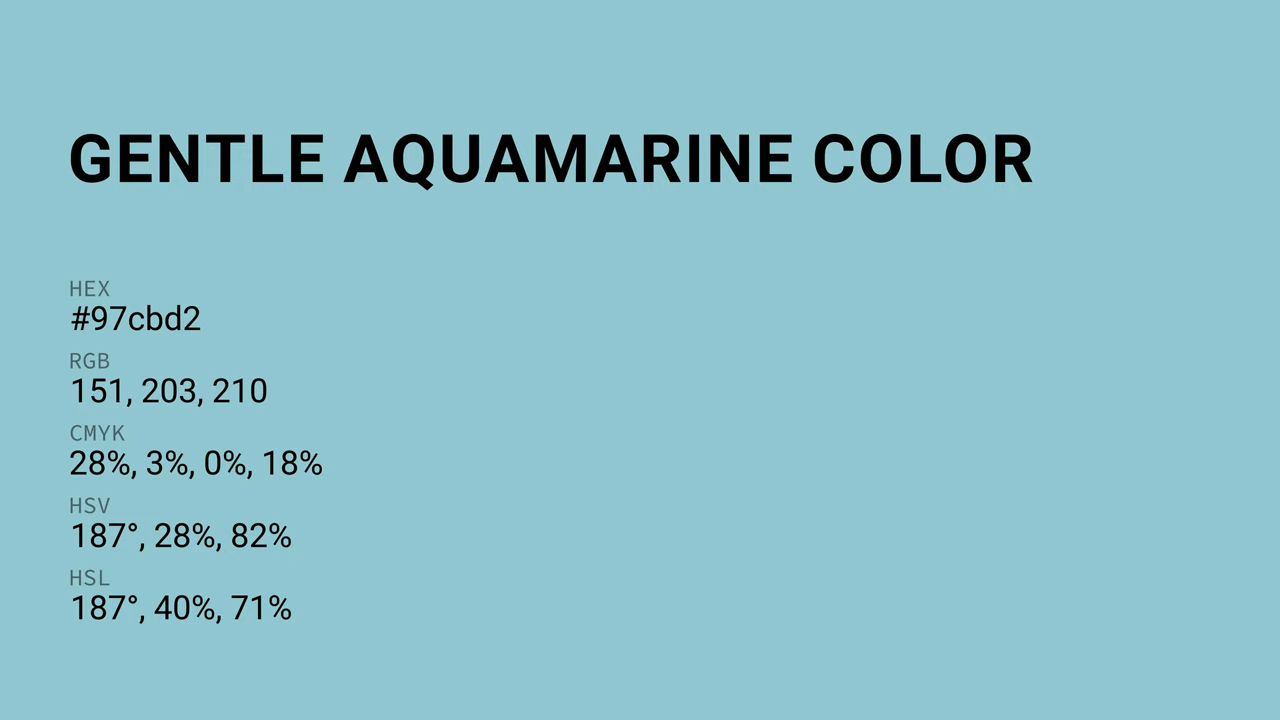 GENTLE AQUAMARINE COLOR
HEX
#97cbd2
RGB
151, 203, 210
CMYK
28%, 3%, 0%, 18%
HSV
187°, 28%, 82%
HSL
187°, 40%, 71%